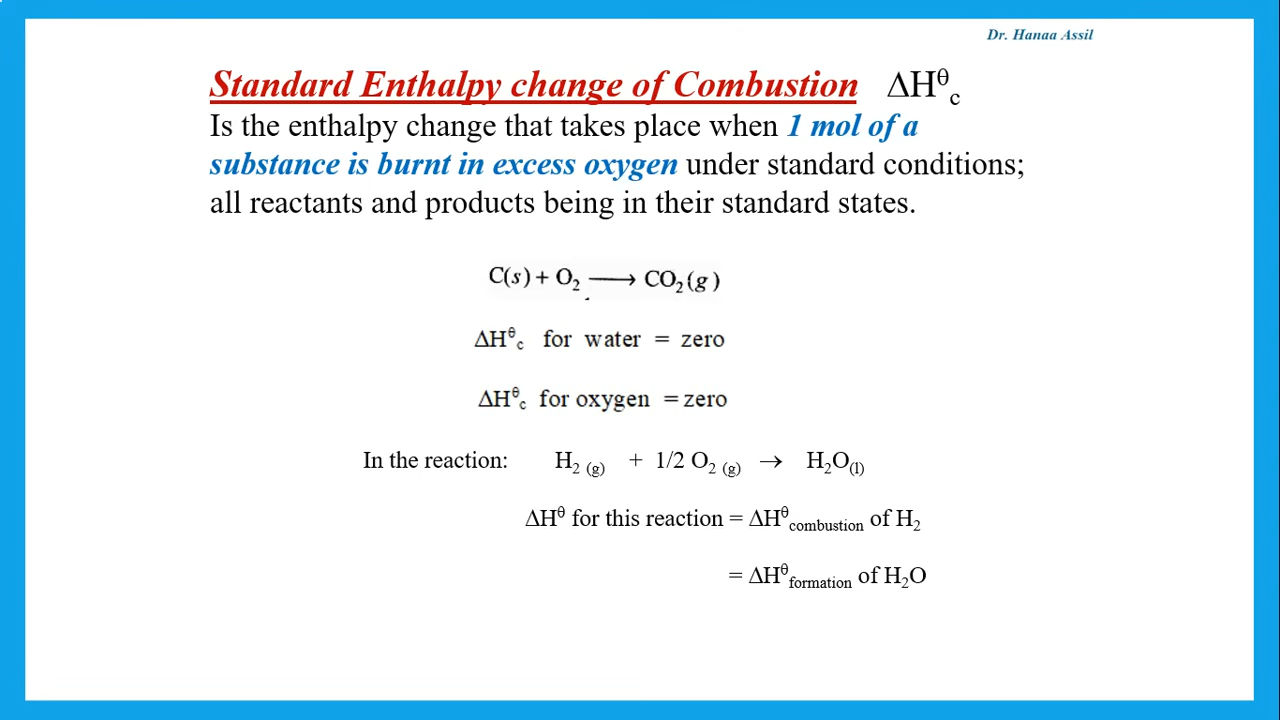 Dr. Hanaa Assil
Standard Enthalpy change of Combustion ΔHᶿ꜀
Is the enthalpy change that takes place when 1 mol of a
substance is burnt in excess oxygen under standard conditions;
all reactants and products being in their standard states.
C(s) + O₂ ⟶ CO₂(g)
ΔHᶿ꜀ for water = zero
ΔHᶿ꜀ for oxygen = zero
In the reaction: H₂ (g) + 1/2 O₂ (g) → H₂O(l)
ΔHᶿ for this reaction = ΔHᶿcombustion of H₂
= ΔHᶿformation of H₂O